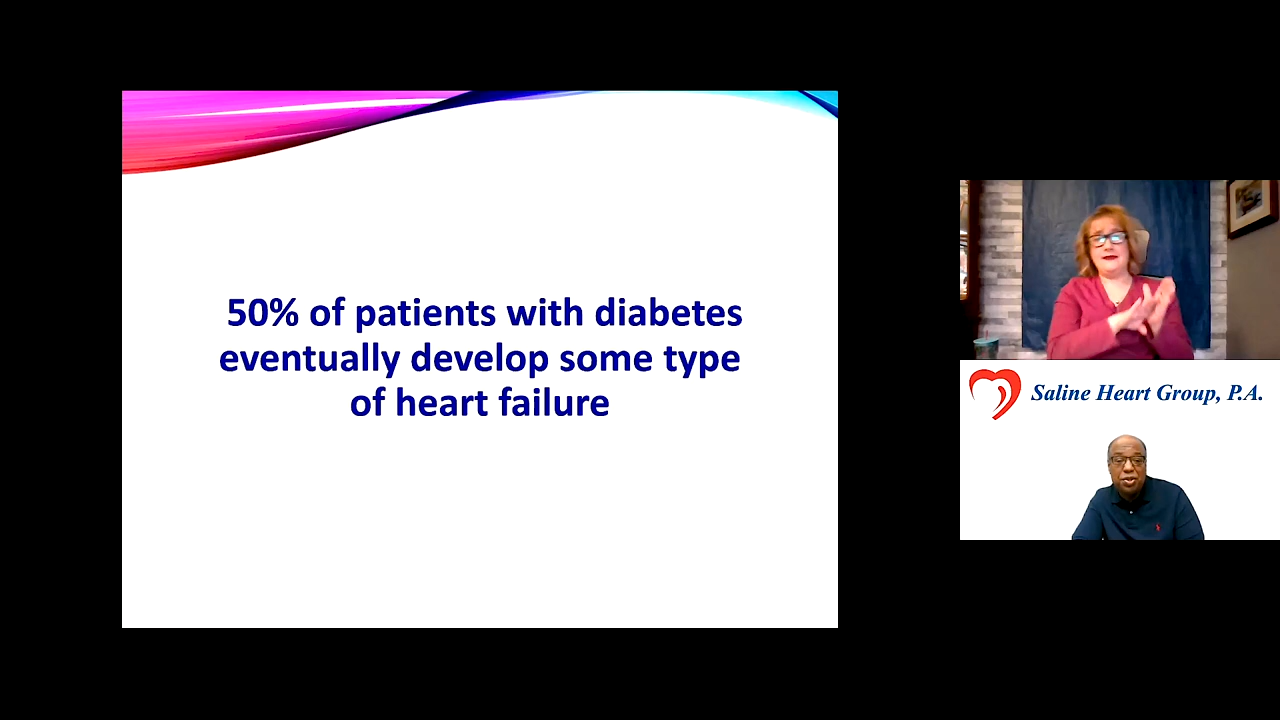 50% of patients with diabetes
eventually develop some type
of heart failure
Saline Heart Group, P.A.